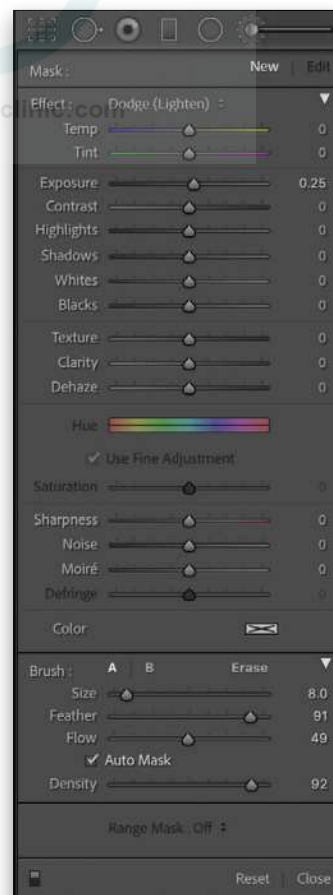 Mask : New Edit
clinic.com
Effect : Dodge (Lighten)
Temp 0
Tint 0
Exposure 0.25
Contrast 0
Highlights 0
Shadows 0
Whites 0
Blacks 0
Texture 0
Clarity 0
Dehaze 0
Hue
Use Fine Adjustment
Saturation 0
Sharpness 0
Noise 0
Moiré 0
Defringe 0
Color
Brush : A B Erase
Size 8.0
Feather 91
Flow 49
Auto Mask
Density 92
Range Mask : Off
Reset Close